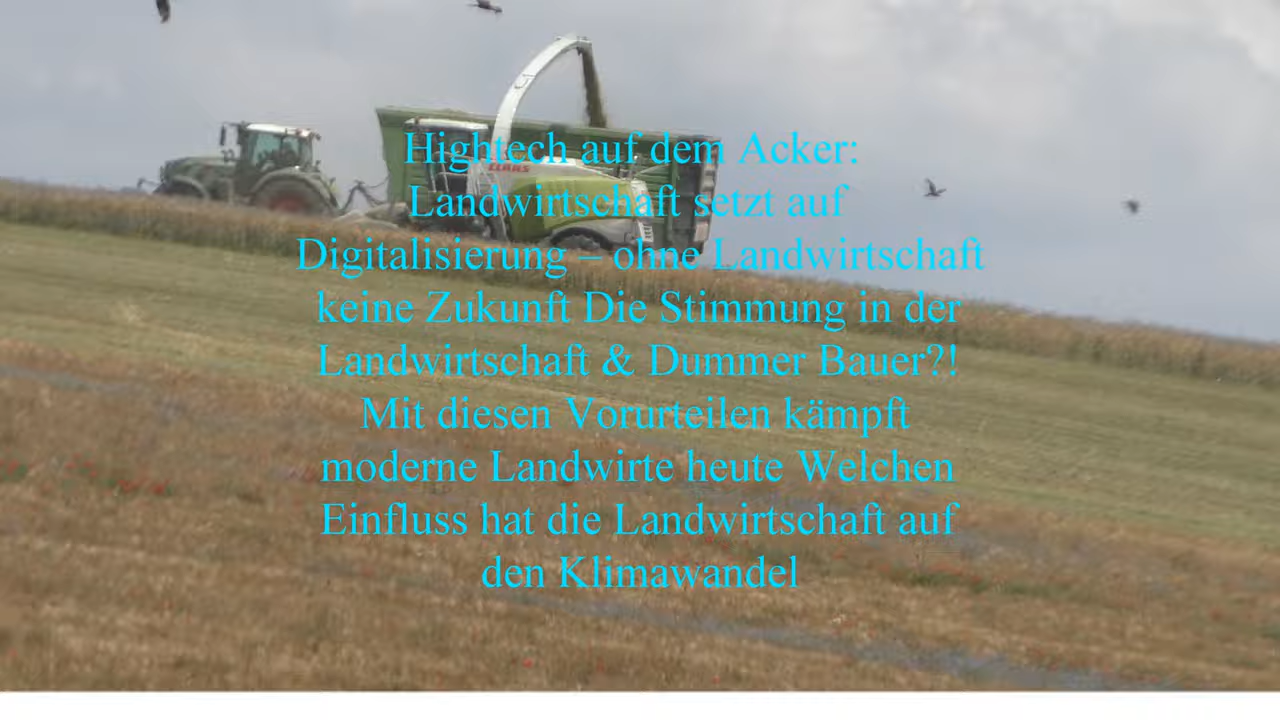 CLAAS
Hightech auf dem Acker:
Landwirtschaft setzt auf
Digitalisierung – ohne Landwirtschaft
keine Zukunft Die Stimmung in der
Landwirtschaft & Dummer Bauer?!
Mit diesen Vorurteilen kämpft
moderne Landwirte heute Welchen
Einfluss hat die Landwirtschaft auf
den Klimawandel